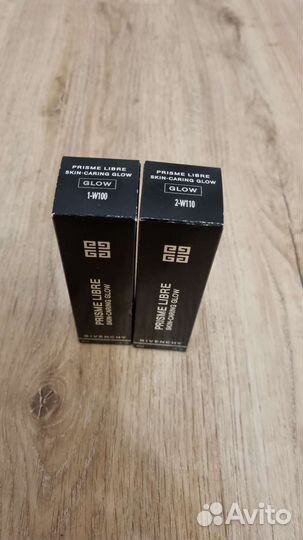 PRISME LIBRE
SKIN-CARING GLOW
GLOW
1-W100
PRISME LIBRE
SKIN-CARING GLOW
GIVENCHY
PRISME LIBRE
SKIN-CARING GLOW
GLOW
2-W110
PRISME LIBRE
SKIN-CARING GLOW
GIVENCHY
Avito